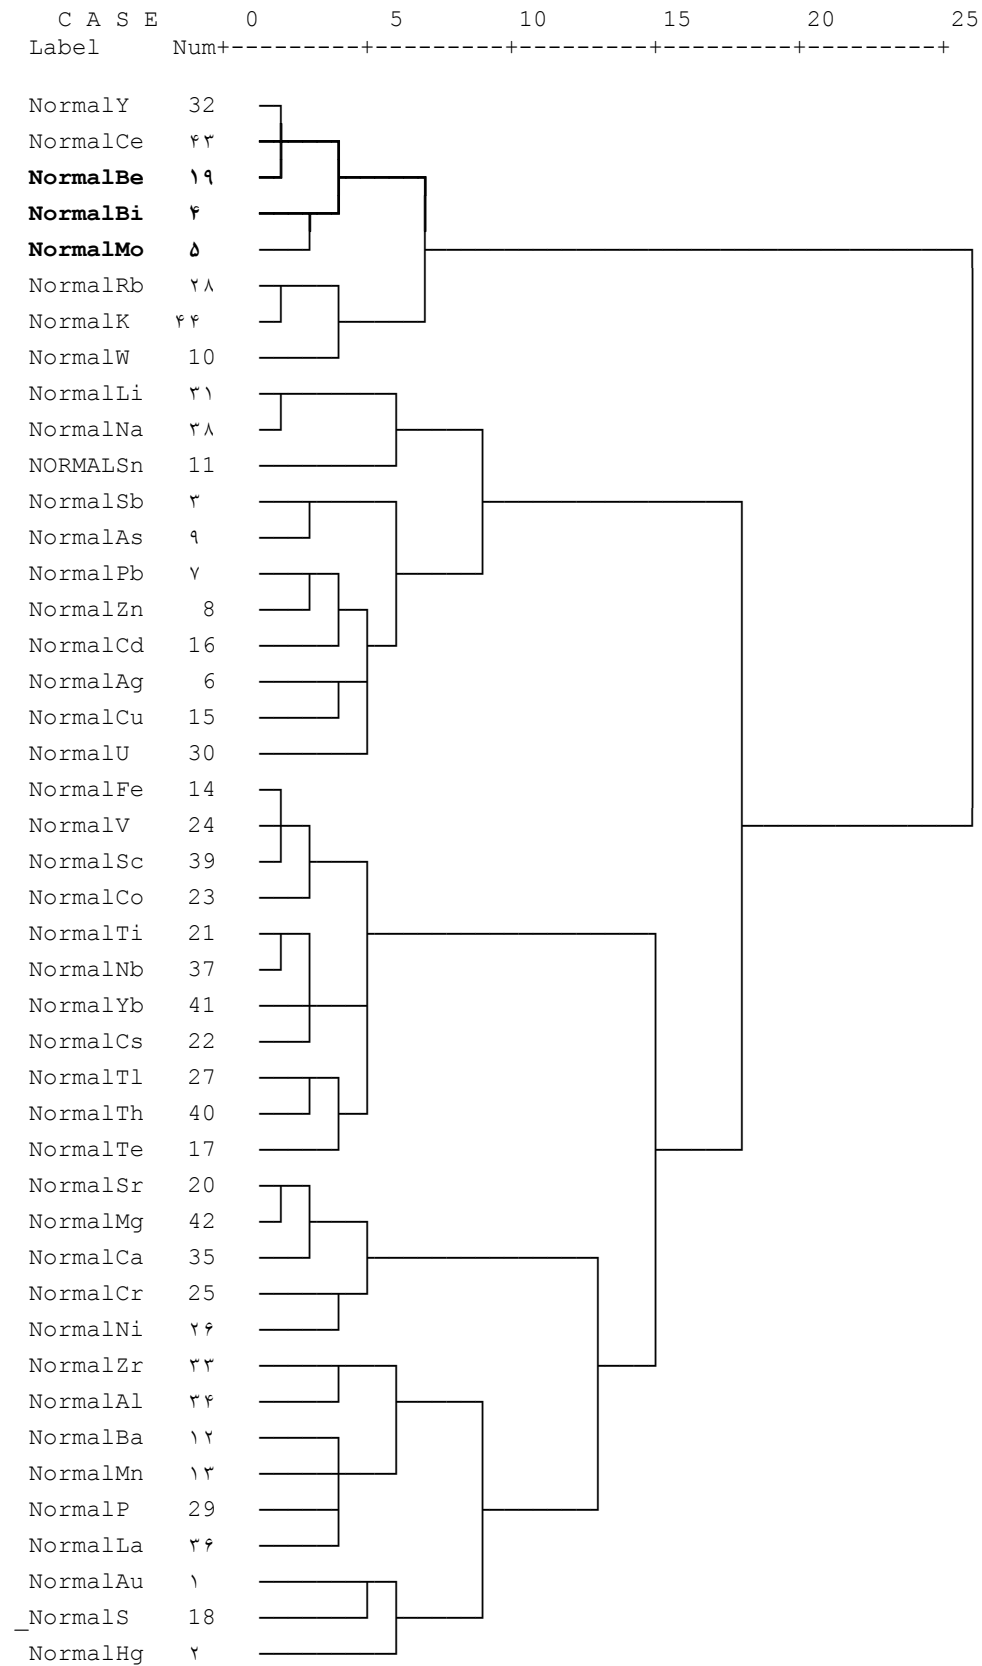 C A S E 0 5 10 15 20 25
Label Num+---------+---------+---------+---------+---------+
NormalY 32
NormalCe ۴۳
NormalBe ۱۹
NormalBi ۴
NormalMo ۵
NormalRb ۲۸
NormalK ۴۴
NormalW 10
NormalLi ۳۱
NormalNa ۳۸
NORMALSn 11
NormalSb ۳
NormalAs ۹
NormalPb ۷
NormalZn 8
NormalCd 16
NormalAg 6
NormalCu 15
NormalU 30
NormalFe 14
NormalV 24
NormalSc 39
NormalCo 23
NormalTi 21
NormalNb 37
NormalYb 41
NormalCs 22
NormalTl 27
NormalTh 40
NormalTe 17
NormalSr 20
NormalMg 42
NormalCa 35
NormalCr 25
NormalNi ۲۶
NormalZr ۳۳
NormalAl ۳۴
NormalBa ۱۲
NormalMn ۱۳
NormalP 29
NormalLa ۳۶
NormalAu ۱
_NormalS 18
NormalHg ۲